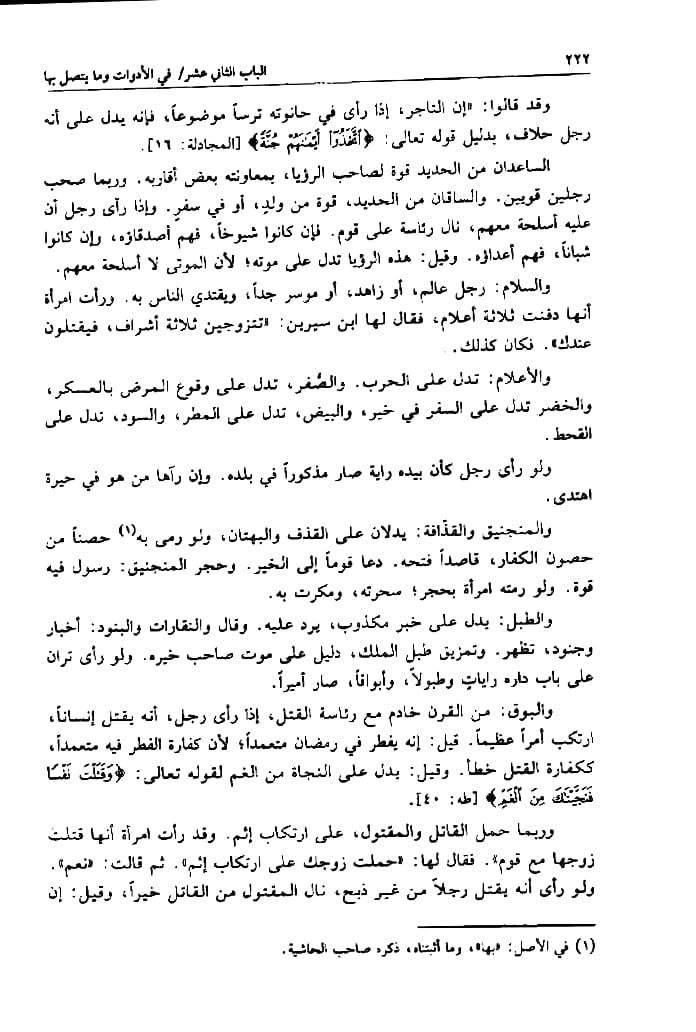 ٢٢٢ الباب الثاني عشر/ في الأدوات وما يتصل بها
وقد قالوا: «إن التاجر، إذا رأى في حانوته ترساً موضوعاً، فإنه يدل على أنه
رجل حلاف، بدليل قوله تعالى: ﴿ٱتَّخَذُوٓا۟ أَيْمَٰنَهُمْ جُنَّةً﴾ [المجادلة: ١٦].
الساعدان من الحديد قوة لصاحب الرؤيا، بمعاونته بعض أقاربه. وربما صحب
رجلين قويين. والساقان من الحديد، قوة من ولدٍ، أو في سفرٍ. وإذا رأى رجل أن
عليه أسلحة معهم، نال رئاسة على قوم. فإن كانوا شيوخاً، فهم أصدقاؤه، وإن كانوا
شباناً، فهم أعداؤه. وقيل: هذه الرؤيا تدل على موته؛ لأن الموتى لا أسلحة معهم.
والسلام: رجل عالم، أو زاهد، أو موسر جداً، ويقتدي الناس به. ورأت امرأة
أنها دفنت ثلاثة أعلام، فقال لها ابن سيرين: «تتزوجين ثلاثة أشراف، فيقتلون
عندك». فكان كذلك.
والأعلام: تدل على الحرب. والصُّفر، تدل على وقوع المرض بالعسكر،
والخضر تدل على السفر في خير، والبيض، تدل على المطر، والسود، تدل على
القحط.
ولو رأى رجل كأن بيده راية صار مذكوراً في بلده. وإن رآها من هو في حيرة
اهتدى.
والمنجنيق والقذّافة: يدلان على القذف والبهتان، ولو رمى به(١) حصناً من
حصون الكفار، قاصداً فتحه. دعا قوماً إلى الخير. وحجر المنجنيق: رسول فيه
قوة. ولو رمته امرأة بحجر؛ سحرته، ومكرت به.
والطبل: يدل على خبر مكذوب، يرد عليه. وقال والنقارات والبنود: أخبار
وجنود، تظهر. وتمزيق طبل الملك، دليل على موت صاحب خيره. ولو رأى تران
على باب داره راياتٍ وطبولاً، وأبواقاً، صار أميراً.
والبوق: من القرن خادم مع رئاسة القتل، إذا رأى رجل، أنه يقتل إنساناً،
ارتكب أمراً عظيماً. قيل: إنه يفطر في رمضان متعمداً؛ لأن كفارة الفطر فيه متعمداً،
ككفارة القتل خطأ. وقيل: يدل على النجاة من الغم لقوله تعالى: ﴿وَقَتَلْتَ نَفْسًا
فَنَجَّيْنَٰكَ مِنَ ٱلْغَمِّ﴾ [طه: ٤٠].
وربما حمل القاتل والمقتول، على ارتكاب إثم. وقد رأت امرأة أنها قتلت
زوجها مع قوم». فقال لها: «حملت زوجك على ارتكاب إثم». ثم قالت: «نعم».
ولو رأى أنه يقتل رجلاً من غير ذبح، نال المقتول من القاتل خيراً، وقيل: إن
(١) في الأصل: «بها»، وما أثبتناه، ذكره صاحب الحاشية.